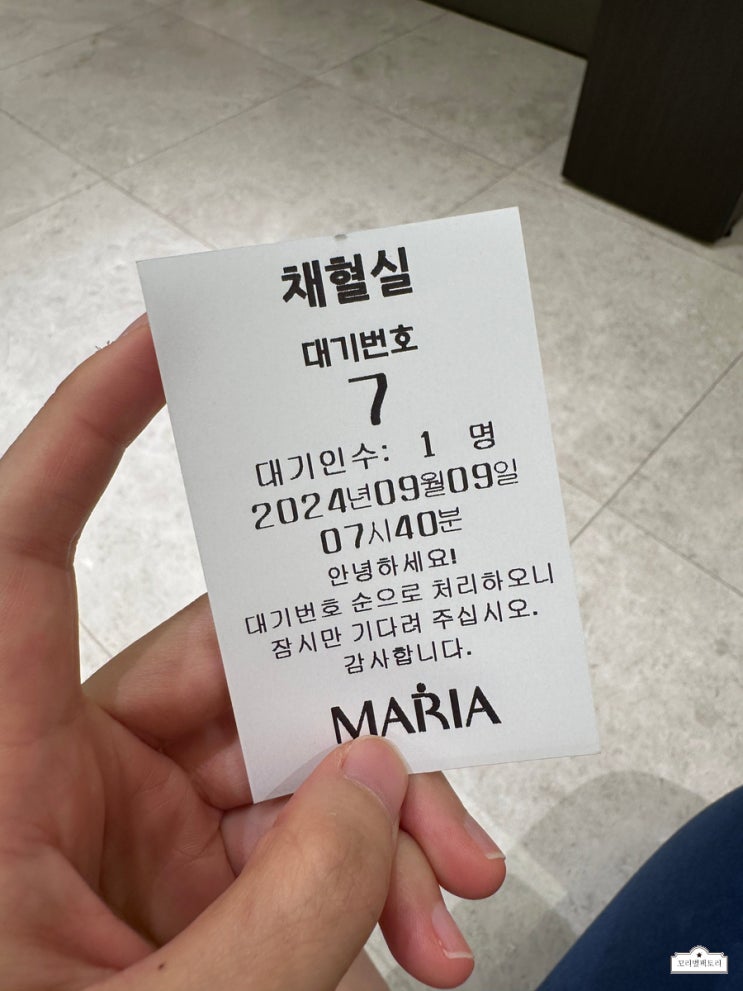 채혈실
대기번호
7
대기인수: 1 명
2024년09월09일
07시40분
안녕하세요!
대기번호 순으로 처리하오니
잠시만 기다려 주십시오.
감사합니다.
MARIA